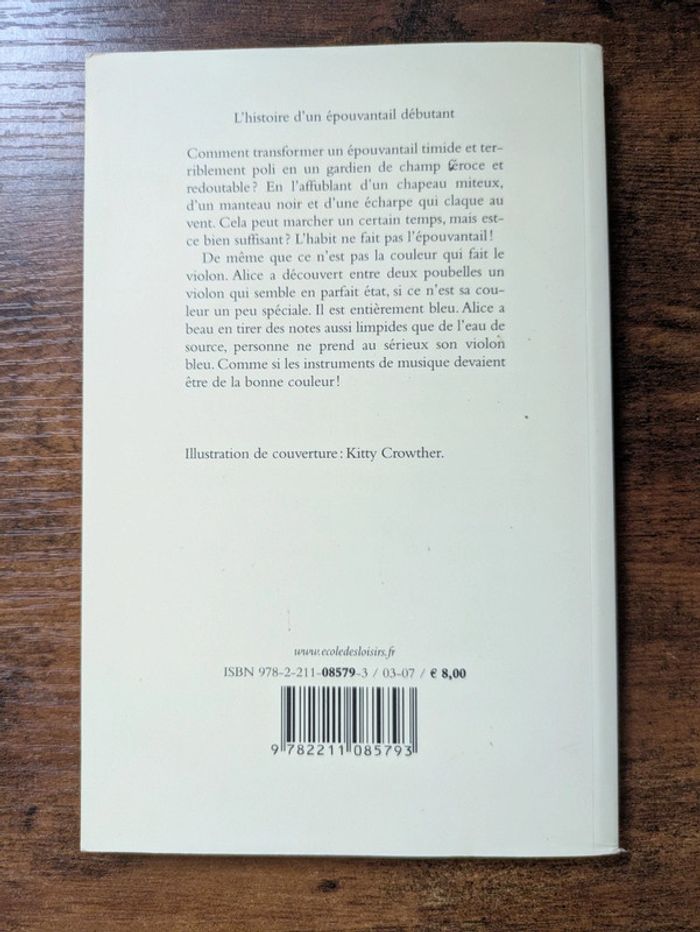 L'histoire d'un épouvantail débutant
Comment transformer un épouvantail timide et ter-
riblement poli en un gardien de champ féroce et
redoutable ? En l'affublant d'un chapeau miteux,
d'un manteau noir et d'une écharpe qui claque au
vent. Cela peut marcher un certain temps, mais est-
ce bien suffisant ? L'habit ne fait pas l'épouvantail !
De même que ce n'est pas la couleur qui fait le
violon. Alice a découvert entre deux poubelles un
violon qui semble en parfait état, si ce n'est sa cou-
leur un peu spéciale. Il est entièrement bleu. Alice a
beau en tirer des notes aussi limpides que de l'eau de
source, personne ne prend au sérieux son violon
bleu. Comme si les instruments de musique devaient
être de la bonne couleur !
Illustration de couverture : Kitty Crowther.
www.ecoledesloisirs.fr
ISBN 978-2-211-08579-3 / 03-07 / € 8,00
9 782211 085793